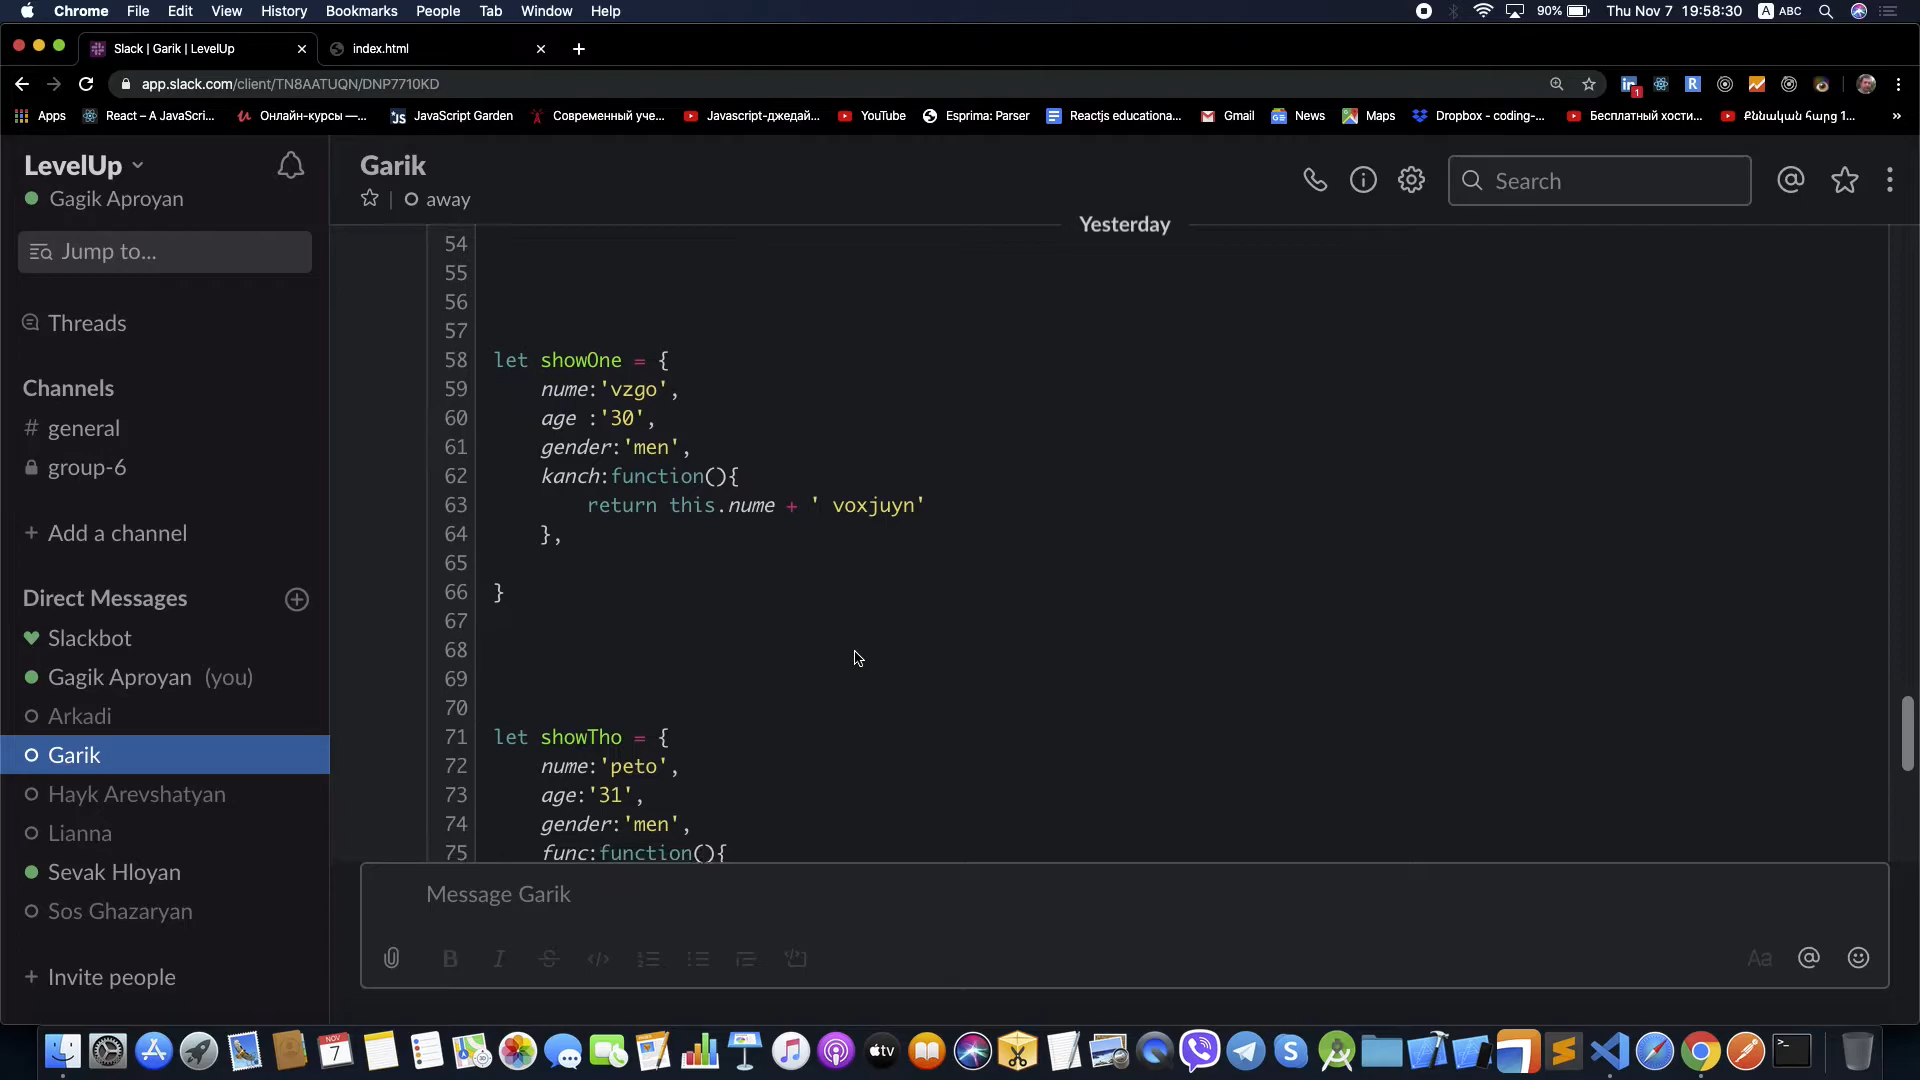 Chrome File Edit View History Bookmarks People Tab Window Help 90% Thu Nov 7 19:58:30 A ABC
Slack | Garik | LevelUp index.html
app.slack.com/client/TN8AATUQN/DNP7710KD
Apps React – A JavaScri... Онлайн-курсы —... JavaScript Garden Современный уче... Javascript-джедай... YouTube Esprima: Parser Reactjs educationa... Gmail News Maps Dropbox - coding-... Бесплатный хости... Քննական հարց 1...
LevelUp
Gagik Aproyan
Jump to...
Threads
Channels
# general
group-6
+ Add a channel
Direct Messages
Slackbot
Gagik Aproyan (you)
Arkadi
Garik
Hayk Arevshatyan
Lianna
Sevak Hloyan
Sos Ghazaryan
+ Invite people
Garik
away
Search
Yesterday
54
55
56
57
58 let showOne = {
59 nume:'vzgo',
60 age :'30',
61 gender:'men',
62 kanch:function(){
63 return this.nume + ' voxjuyn'
64 },
65
66 }
67
68
69
70
71 let showTho = {
72 nume:'peto',
73 age:'31',
74 gender:'men',
75 func:function(){
Message Garik
Aa
NOV
7
tv